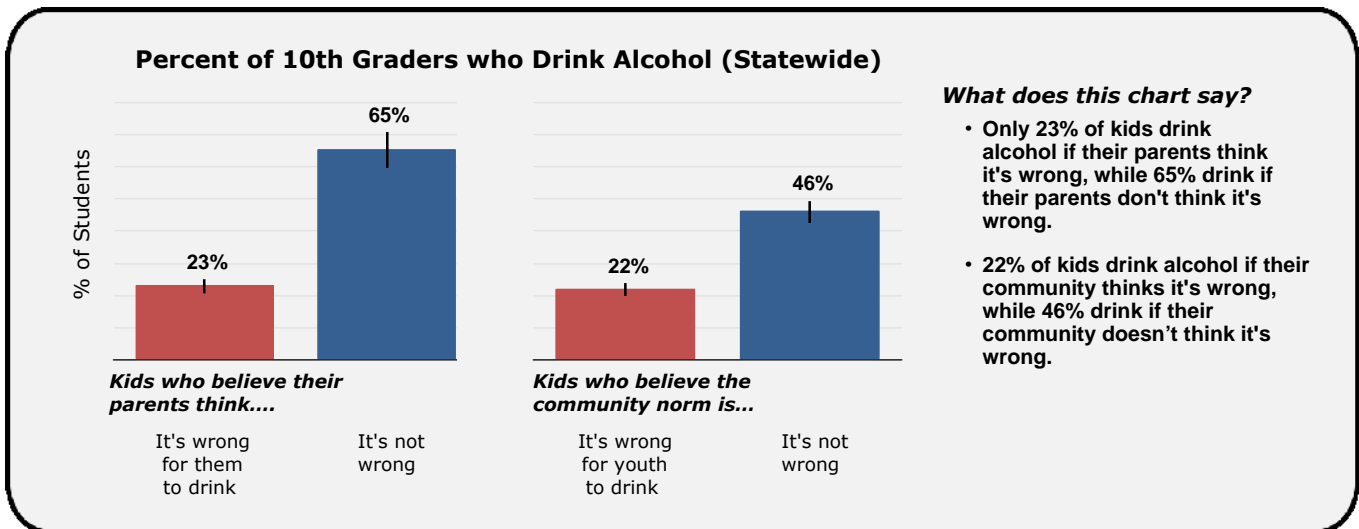 Percent of 10th Graders who Drink Alcohol (Statewide)
% of Students
23%
65%
Kids who believe their
parents think....
It's wrong
for them
to drink
It's not
wrong
22%
46%
Kids who believe the
community norm is...
It's wrong
for youth
to drink
It's not
wrong
What does this chart say?
• Only 23% of kids drink
alcohol if their parents think
it's wrong, while 65% drink if
their parents don't think it's
wrong.
• 22% of kids drink alcohol if their
community thinks it's wrong,
while 46% drink if their
community doesn’t think it's
wrong.